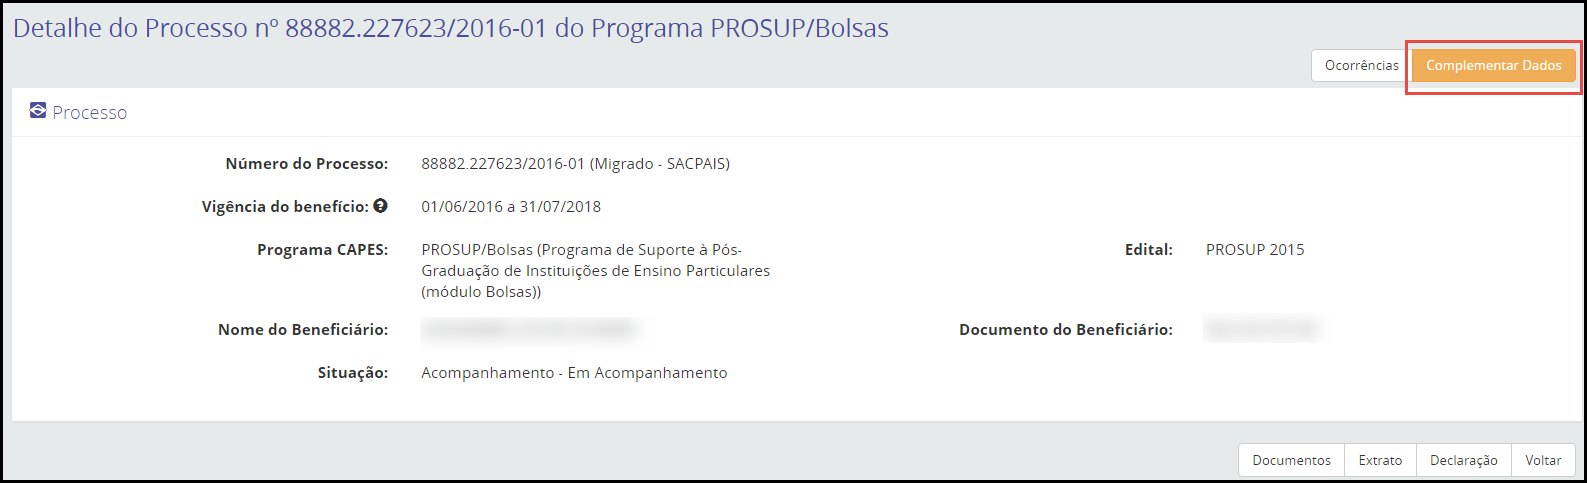 Detalhe do Processo nº 88882.227623/2016-01 do Programa PROSUP/Bolsas
Ocorrências
Complementar Dados
Processo
Número do Processo: 88882.227623/2016-01 (Migrado - SACPAIS)
Vigência do benefício: 01/06/2016 a 31/07/2018
Programa CAPES: PROSUP/Bolsas (Programa de Suporte à Pós-
Graduação de Instituições de Ensino Particulares
(módulo Bolsas))
Edital: PROSUP 2015
Nome do Beneficiário:
Documento do Beneficiário:
Situação: Acompanhamento - Em Acompanhamento
Documentos
Extrato
Declaração
Voltar